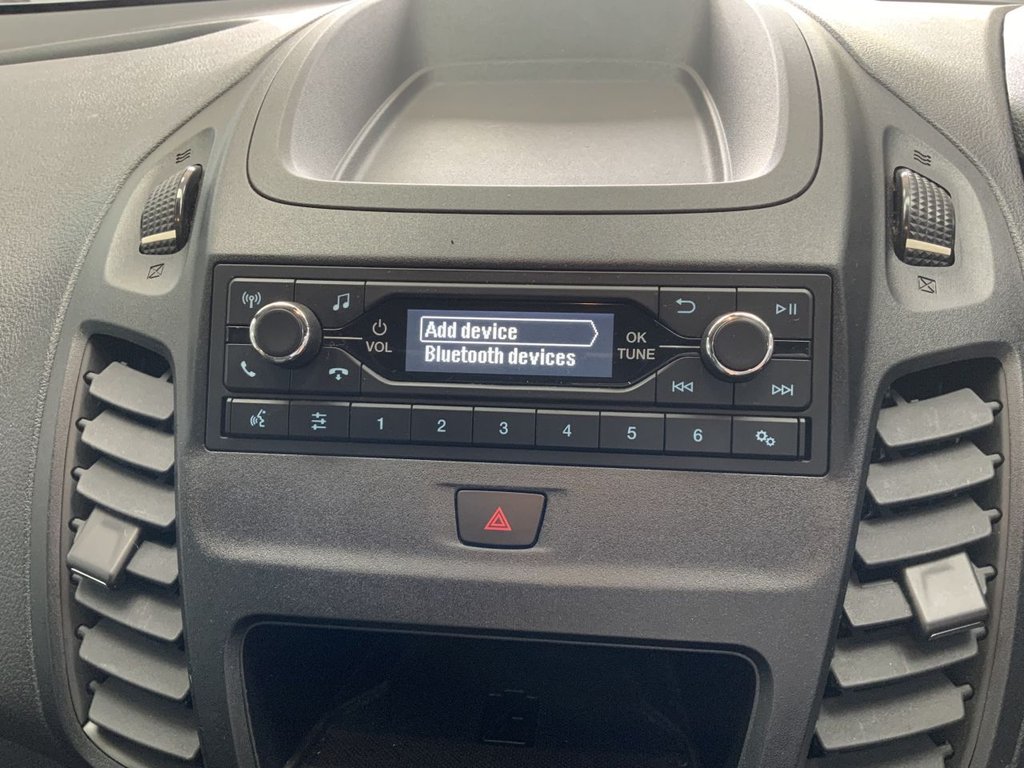 Add device
Bluetooth devices
VOL
OK
TUNE
1 2 3 4 5 6